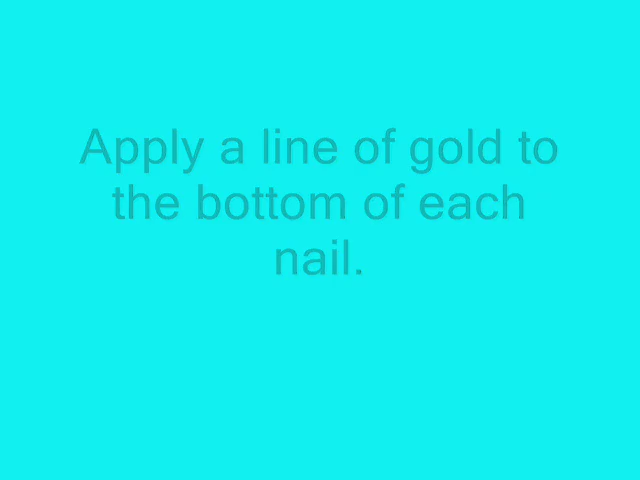 Apply a line of gold to
the bottom of each
nail.